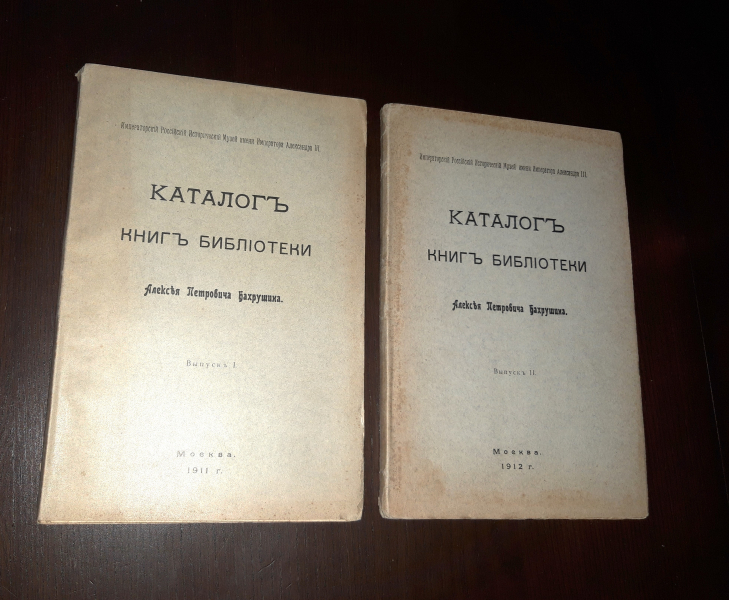 Императорскій Россійскій Историческій Музей имени Императора Александра III.
КАТАЛОГЪ
КНИГЪ БИБЛІОТЕКИ
Алексѣя Петровича Бахрушина.
Выпускъ I
Москва.
1911 г.
Императорскій Россійскій Историческій Музей имени Императора Александра III.
КАТАЛОГЪ
КНИГЪ БИБЛІОТЕКИ
Алексѣя Петровича Бахрушина.
Выпускъ II.
Москва.
1912 г.